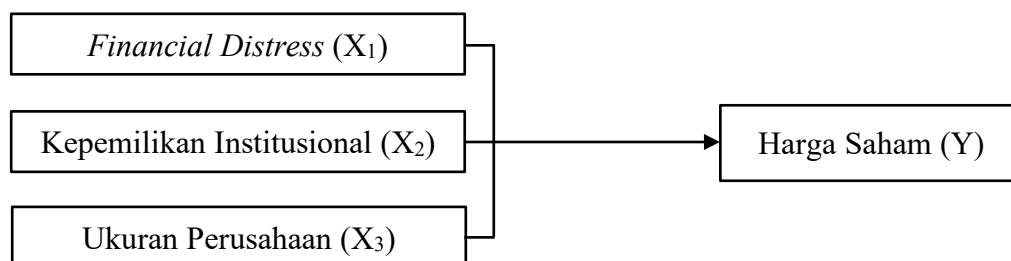 Financial Distress (X₁)
Kepemilikan Institusional (X₂)
Harga Saham (Y)
Ukuran Perusahaan (X₃)